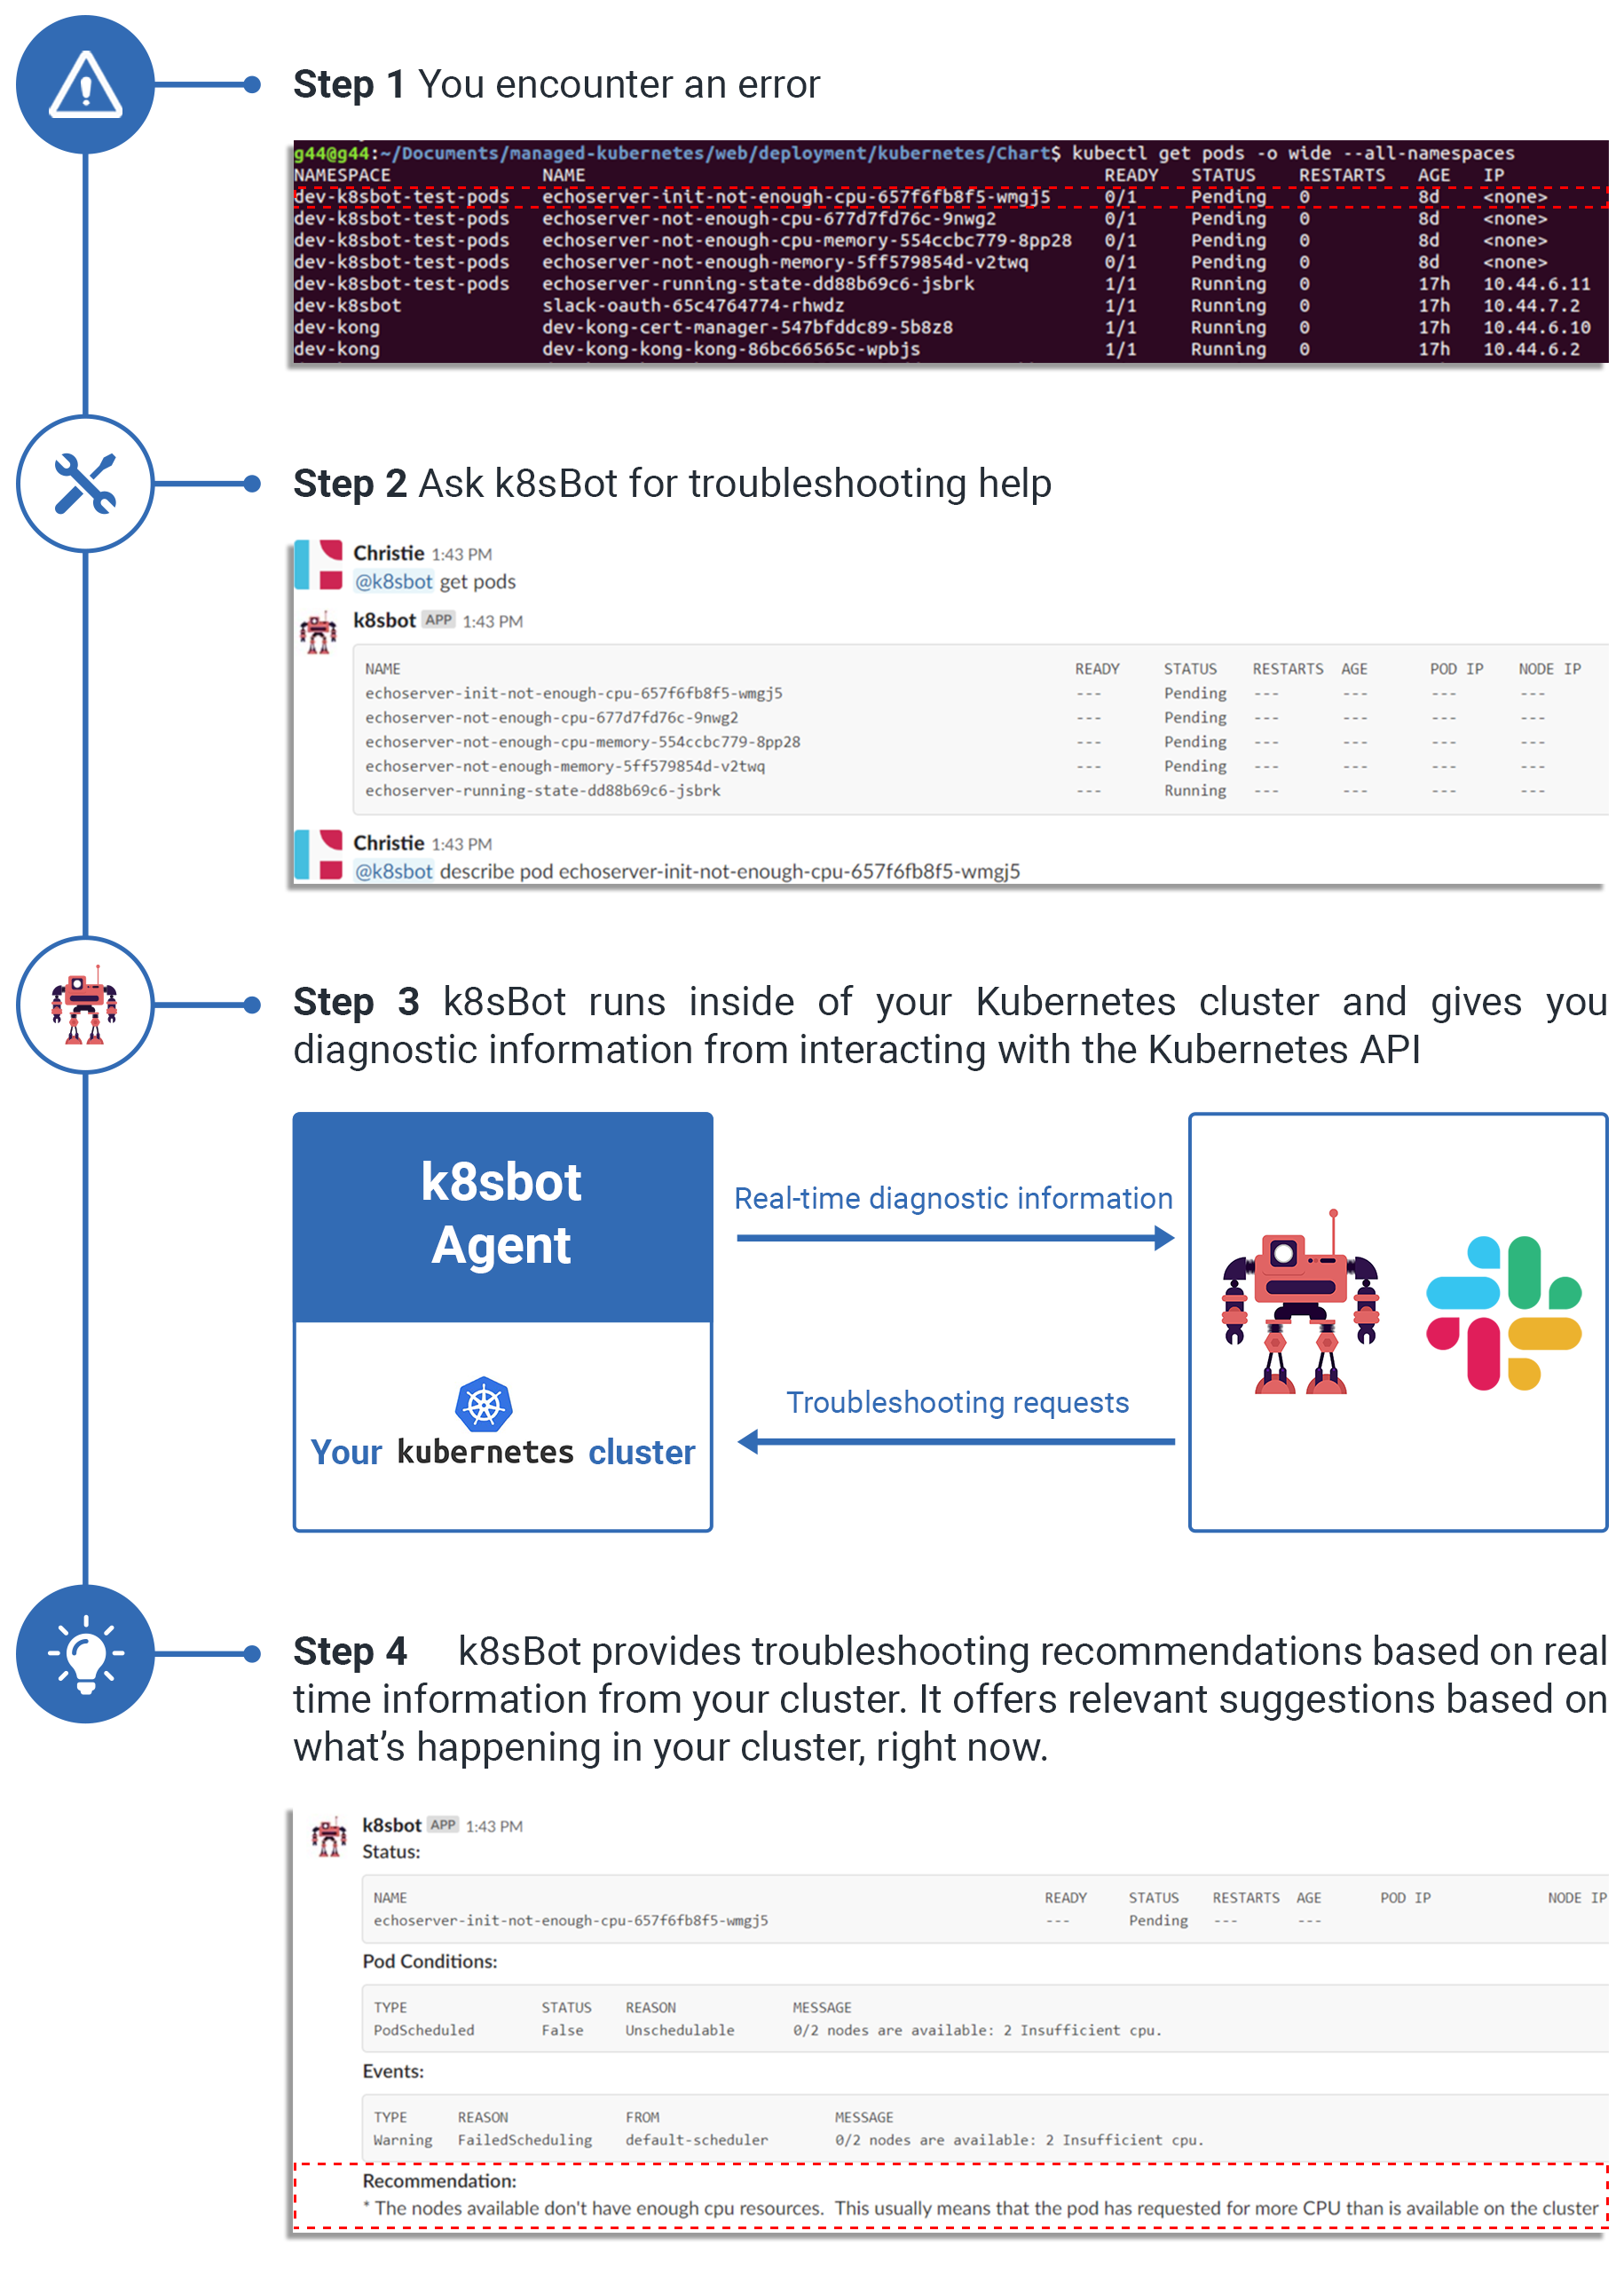 Step 1 You encounter an error
g44@g44:~/Documents/managed-kubernetes/web/deployment/kubernetes/Chart$ kubectl get pods -o wide --all-namespaces
NAMESPACE NAME READY STATUS RESTARTS AGE IP
dev-k8sbot-test-pods echoserver-init-not-enough-cpu-657f6fb8f5-wmgj5 0/1 Pending 0 8d <none>
dev-k8sbot-test-pods echoserver-not-enough-cpu-677d7fd76c-9nwg2 0/1 Pending 0 8d <none>
dev-k8sbot-test-pods echoserver-not-enough-cpu-memory-554ccbc779-8pp28 0/1 Pending 0 8d <none>
dev-k8sbot-test-pods echoserver-not-enough-memory-5ff579854d-v2twq 0/1 Pending 0 8d <none>
dev-k8sbot-test-pods echoserver-running-state-dd88b69c6-jsbrk 1/1 Running 0 17h 10.44.6.11
dev-k8sbot slack-oauth-65c4764774-rhwdz 1/1 Running 0 17h 10.44.7.2
dev-kong dev-kong-cert-manager-547bfddc89-5b8z8 1/1 Running 0 17h 10.44.6.10
dev-kong dev-kong-kong-kong-86bc66565c-wpbjs 1/1 Running 0 17h 10.44.6.2
Step 2 Ask k8sBot for troubleshooting help
Christie 1:43 PM
@k8sbot get pods
k8sbot APP 1:43 PM
NAME READY STATUS RESTARTS AGE POD IP NODE IP
echoserver-init-not-enough-cpu-657f6fb8f5-wmgj5 --- Pending --- --- --- ---
echoserver-not-enough-cpu-677d7fd76c-9nwg2 --- Pending --- --- --- ---
echoserver-not-enough-cpu-memory-554ccbc779-8pp28 --- Pending --- --- --- ---
echoserver-not-enough-memory-5ff579854d-v2twq --- Pending --- --- --- ---
echoserver-running-state-dd88b69c6-jsbrk --- Running --- --- --- ---
Christie 1:43 PM
@k8sbot describe pod echoserver-init-not-enough-cpu-657f6fb8f5-wmgj5
Step 3 k8sBot runs inside of your Kubernetes cluster and gives you
diagnostic information from interacting with the Kubernetes API
k8sbot
Agent
Real-time diagnostic information
Troubleshooting requests
Your kubernetes cluster
Step 4 k8sBot provides troubleshooting recommendations based on real
time information from your cluster. It offers relevant suggestions based on
what's happening in your cluster, right now.
k8sbot APP 1:43 PM
Status:
NAME READY STATUS RESTARTS AGE POD IP NODE IP
echoserver-init-not-enough-cpu-657f6fb8f5-wmgj5 --- Pending --- ---
Pod Conditions:
TYPE STATUS REASON MESSAGE
PodScheduled False Unschedulable 0/2 nodes are available: 2 Insufficient cpu.
Events:
TYPE REASON FROM MESSAGE
Warning FailedScheduling default-scheduler 0/2 nodes are available: 2 Insufficient cpu.
Recommendation:
* The nodes available don't have enough cpu resources. This usually means that the pod has requested for more CPU than is available on the cluster